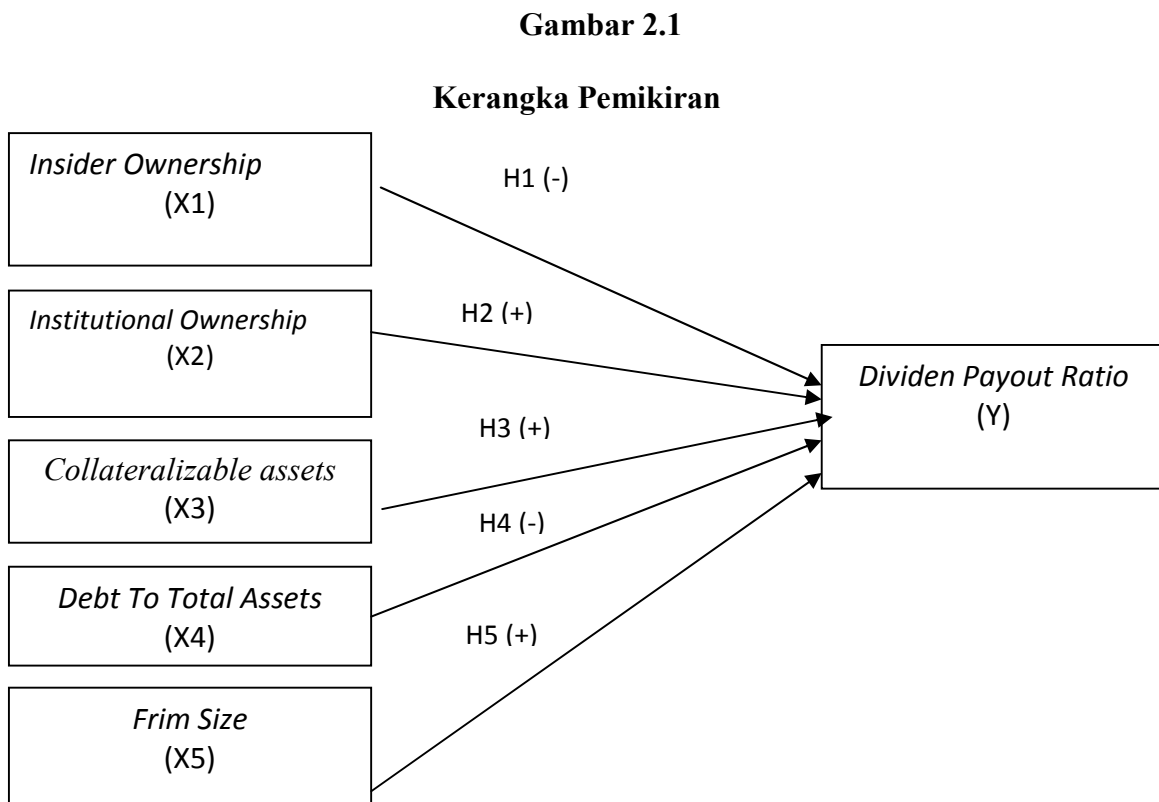 Gambar 2.1
Kerangka Pemikiran
Insider Ownership
(X1)
H1 (-)
Institutional Ownership
(X2)
H2 (+)
Dividen Payout Ratio
(Y)
H3 (+)
Collateralizable assets
(X3)
H4 (-)
Debt To Total Assets
(X4)
H5 (+)
Frim Size
(X5)